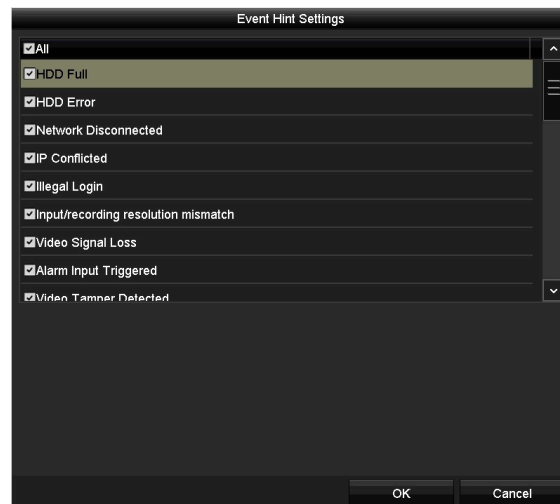 Event Hint Settings
All
HDD Full
HDD Error
Network Disconnected
IP Conflicted
Illegal Login
Input/recording resolution mismatch
Video Signal Loss
Alarm Input Triggered
Video Tamper Detected
OK Cancel